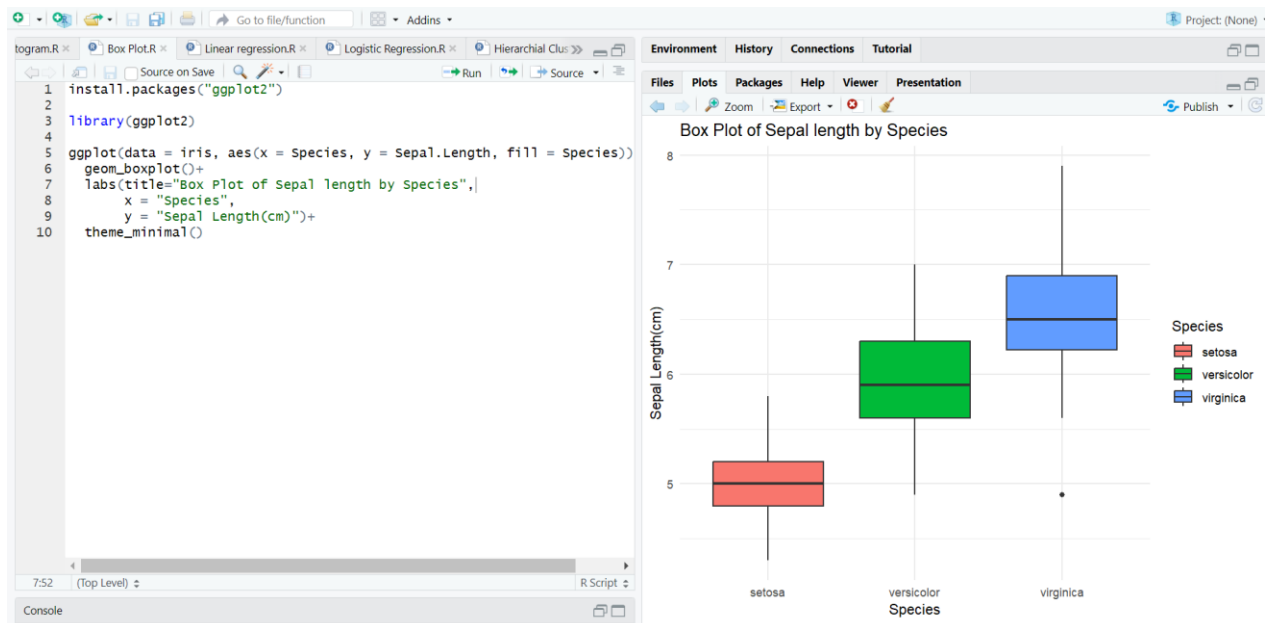 Go to file/function
Addins
Project: (None)
togram.R
Box Plot.R
Linear regression.R
Logistic Regression.R
Hierarchial Clus
Source on Save
Run
Source
1 install.packages("ggplot2")
2
3 library(ggplot2)
4
5 ggplot(data = iris, aes(x = Species, y = Sepal.Length, fill = Species))
6 geom_boxplot()+
7 labs(title="Box Plot of Sepal length by Species",
8 x = "Species",
9 y = "Sepal Length(cm)")+
10 theme_minimal()
7:52
(Top Level)
R Script
Console
Environment History Connections Tutorial
Files Plots Packages Help Viewer Presentation
Zoom
Export
Publish
Box Plot of Sepal length by Species
8
7
6
5
Sepal Length(cm)
setosa versicolor virginica
Species
Species
setosa
versicolor
virginica